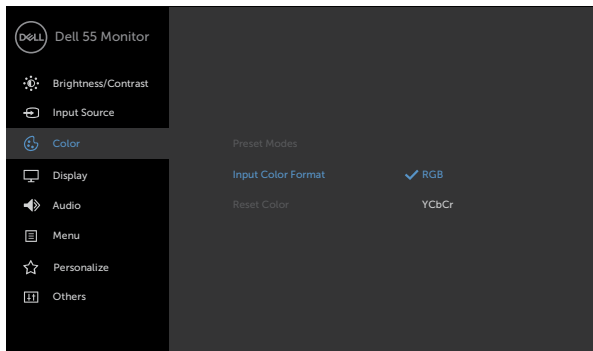 DELL Dell 55 Monitor
Brightness/Contrast
Input Source
Color
Preset Modes
Display
Input Color Format RGB
Audio
Reset Color YCbCr
Menu
Personalize
Others